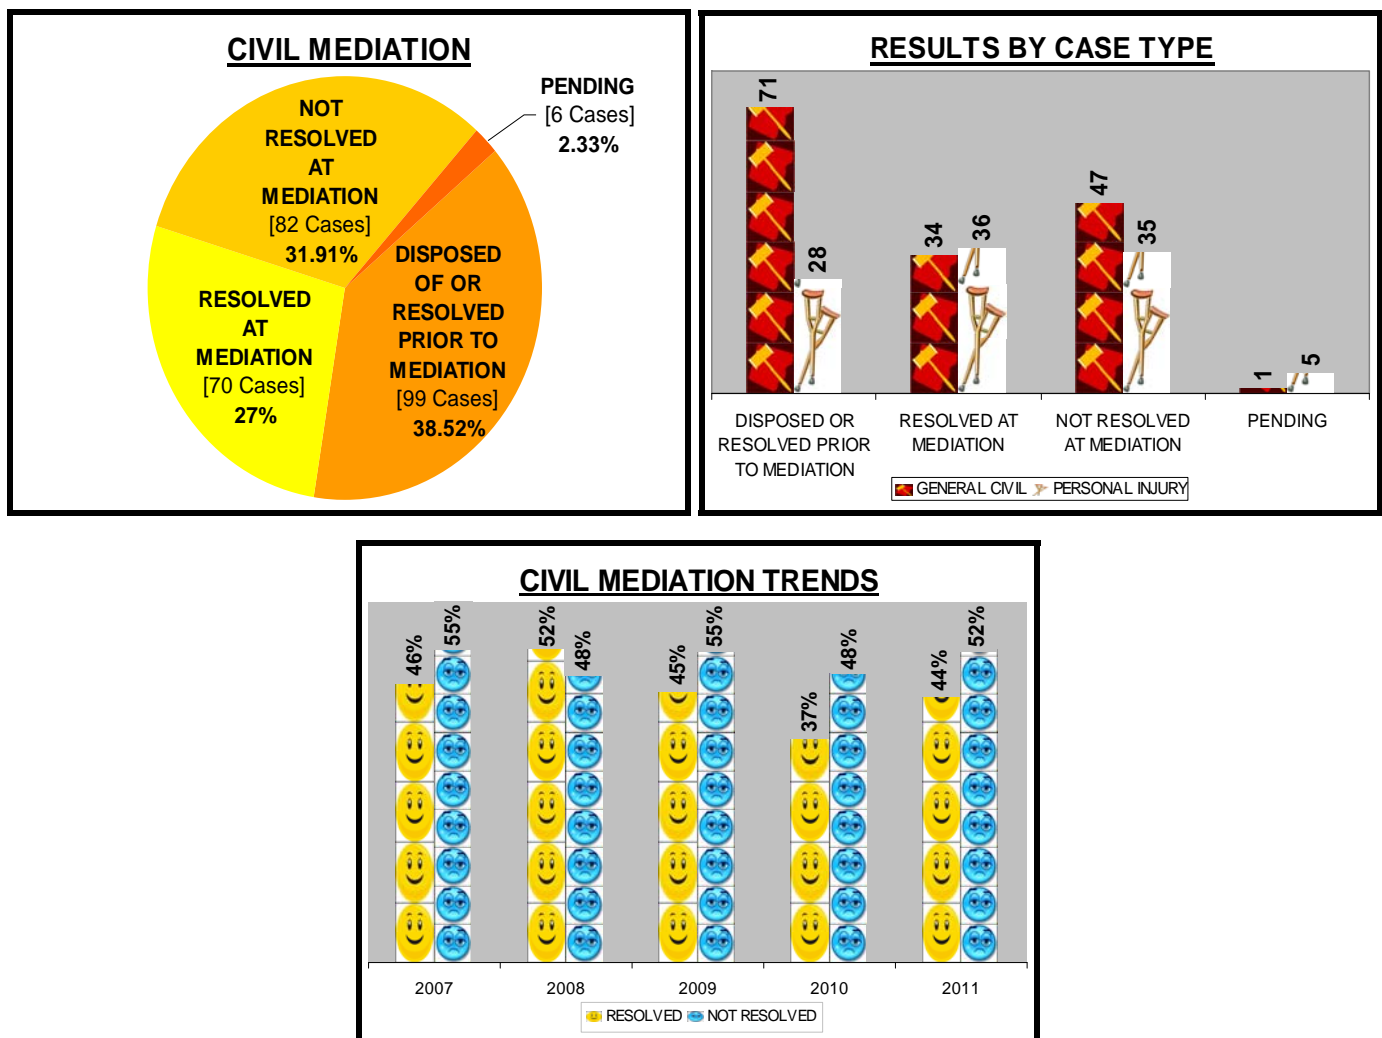 CIVIL MEDIATION
PENDING
[6 Cases]
2.33%
NOT
RESOLVED
AT
MEDIATION
[82 Cases]
31.91%
DISPOSED
OF OR
RESOLVED
PRIOR TO
MEDIATION
[99 Cases]
38.52%
RESOLVED
AT
MEDIATION
[70 Cases]
27%
RESULTS BY CASE TYPE
71
28
34
36
47
35
1
5
DISPOSED OR
RESOLVED PRIOR
TO MEDIATION
RESOLVED AT
MEDIATION
NOT RESOLVED
AT MEDIATION
PENDING
GENERAL CIVIL
PERSONAL INJURY
CIVIL MEDIATION TRENDS
46%
55%
52%
48%
45%
55%
37%
48%
44%
52%
2007
2008
2009
2010
2011
RESOLVED
NOT RESOLVED